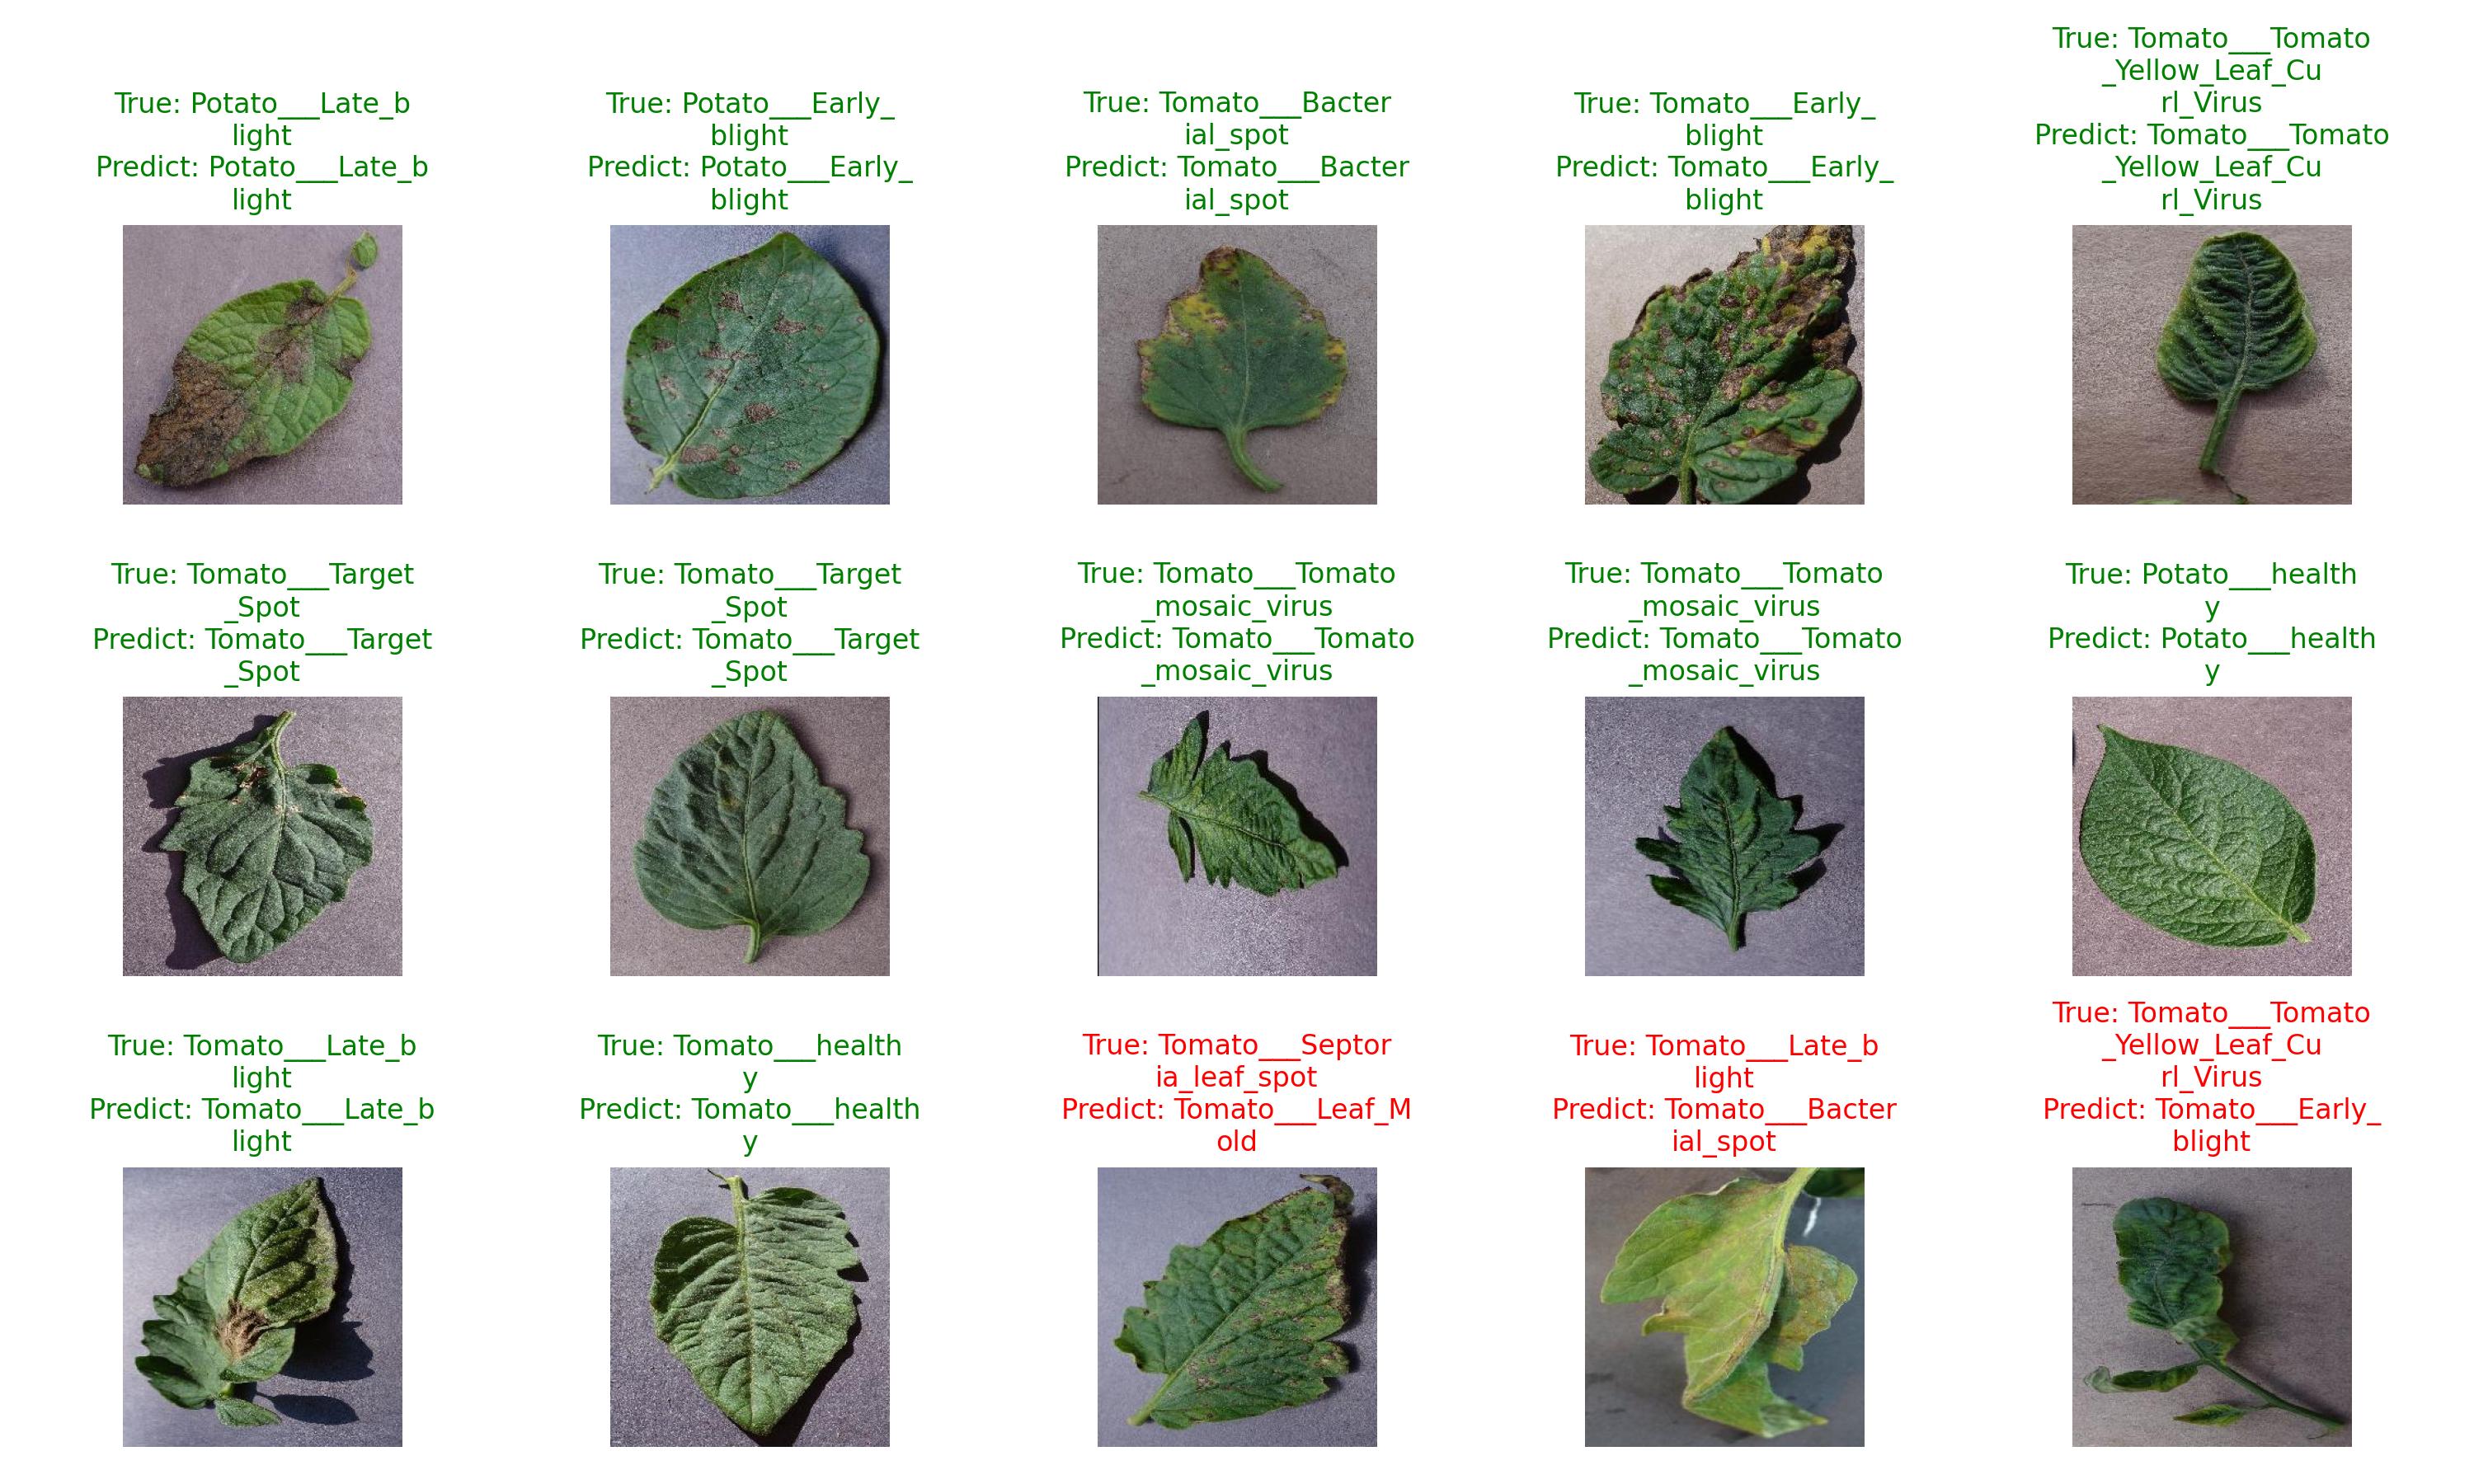 True: Potato___Late_b
light
Predict: Potato___Late_b
light
True: Potato___Early_
blight
Predict: Potato___Early_
blight
True: Tomato___Bacter
ial_spot
Predict: Tomato___Bacter
ial_spot
True: Tomato___Early_
blight
Predict: Tomato___Early_
blight
True: Tomato___Tomato
_Yellow_Leaf_Cu
rl_Virus
Predict: Tomato___Tomato
_Yellow_Leaf_Cu
rl_Virus
True: Tomato___Target
_Spot
Predict: Tomato___Target
_Spot
True: Tomato___Target
_Spot
Predict: Tomato___Target
_Spot
True: Tomato___Tomato
_mosaic_virus
Predict: Tomato___Tomato
_mosaic_virus
True: Tomato___Tomato
_mosaic_virus
Predict: Tomato___Tomato
_mosaic_virus
True: Potato___health
y
Predict: Potato___health
y
True: Tomato___Late_b
light
Predict: Tomato___Late_b
light
True: Tomato___health
y
Predict: Tomato___health
y
True: Tomato___Septor
ia_leaf_spot
Predict: Tomato___Leaf_M
old
True: Tomato___Late_b
light
Predict: Tomato___Bacter
ial_spot
True: Tomato___Tomato
_Yellow_Leaf_Cu
rl_Virus
Predict: Tomato___Early_
blight